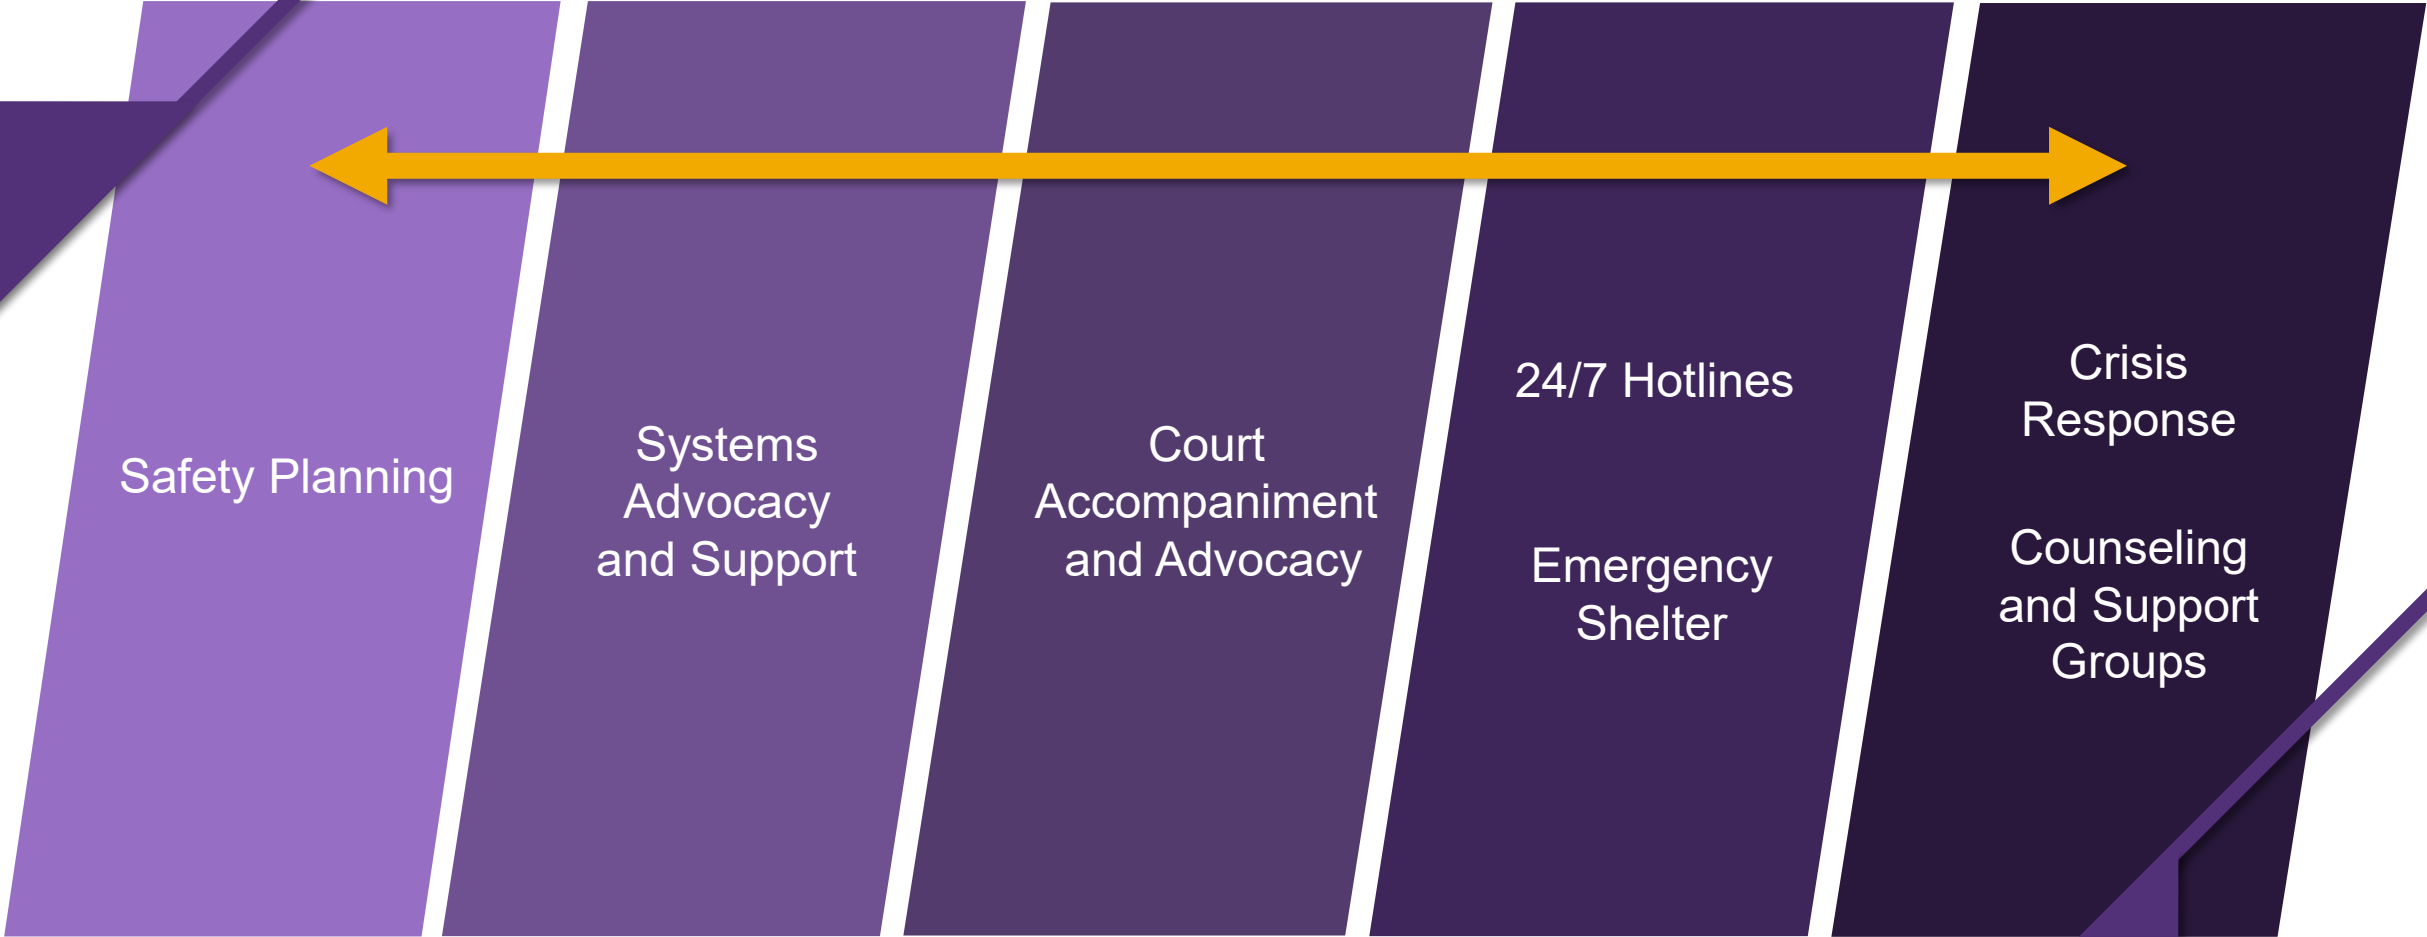 Safety Planning
Systems
Advocacy
and Support
Court
Accompaniment
and Advocacy
24/7 Hotlines
Emergency
Shelter
Crisis
Response
Counseling
and Support
Groups